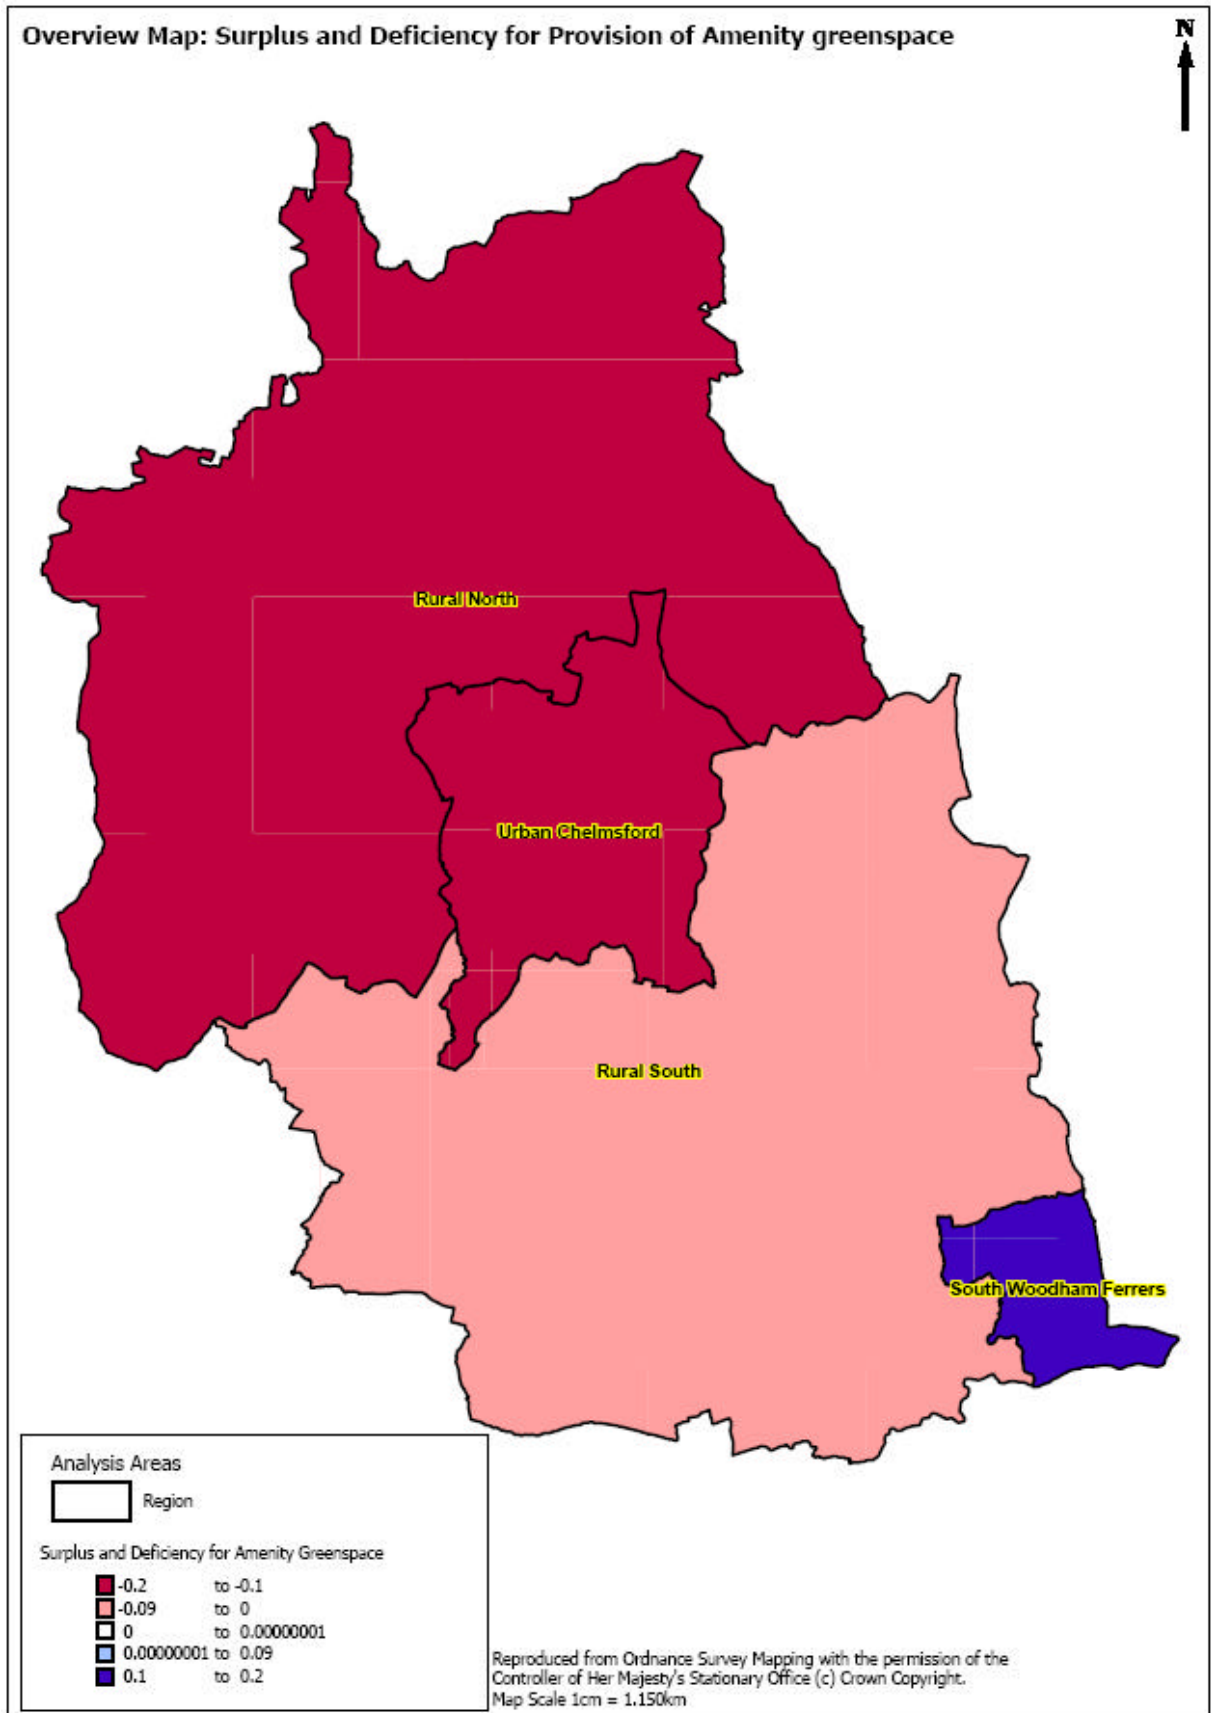 Overview Map: Surplus and Deficiency for Provision of Amenity greenspace
N
Rural North
Urban Chelmsford
Rural South
South Woodham Ferrers
Analysis Areas
Region
Surplus and Deficiency for Amenity Greenspace
-0.2 to -0.1
-0.09 to 0
0 to 0.00000001
0.00000001 to 0.09
0.1 to 0.2
Reproduced from Ordnance Survey Mapping with the permission of the
Controller of Her Majesty's Stationary Office (c) Crown Copyright.
Map Scale 1cm = 1.150km